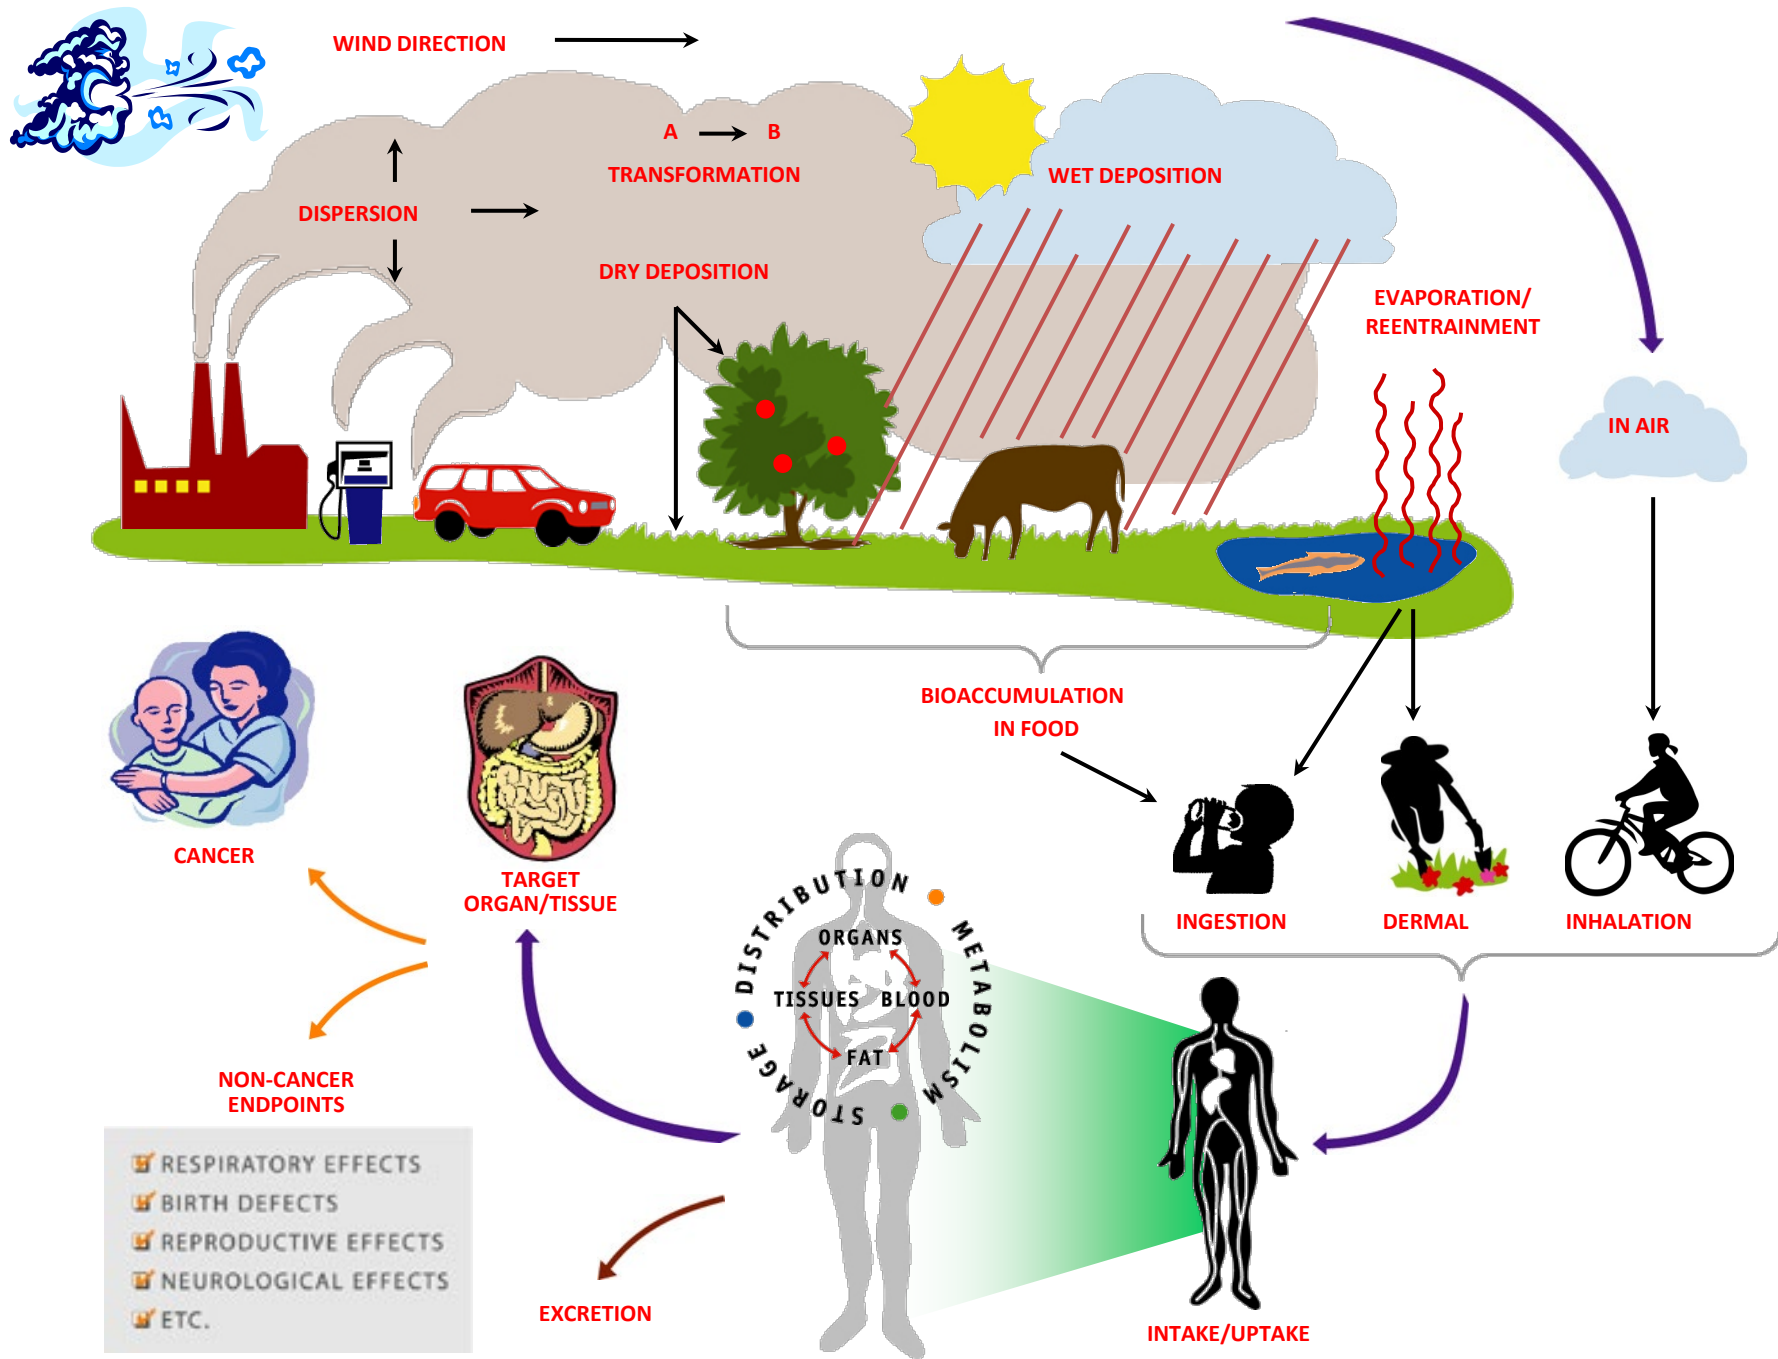 WIND DIRECTION
A
B
TRANSFORMATION
WET DEPOSITION
DISPERSION
DRY DEPOSITION
EVAPORATION/
REENTRAINMENT
IN AIR
BIOACCUMULATION
IN FOOD
CANCER
TARGET
ORGAN/TISSUE
INGESTION
DERMAL
INHALATION
DISTRIBUTION
METABOLISM
STORAGE
ORGANS
TISSUES
BLOOD
FAT
NON-CANCER
ENDPOINTS
RESPIRATORY EFFECTS
BIRTH DEFECTS
REPRODUCTIVE EFFECTS
NEUROLOGICAL EFFECTS
ETC.
EXCRETION
INTAKE/UPTAKE